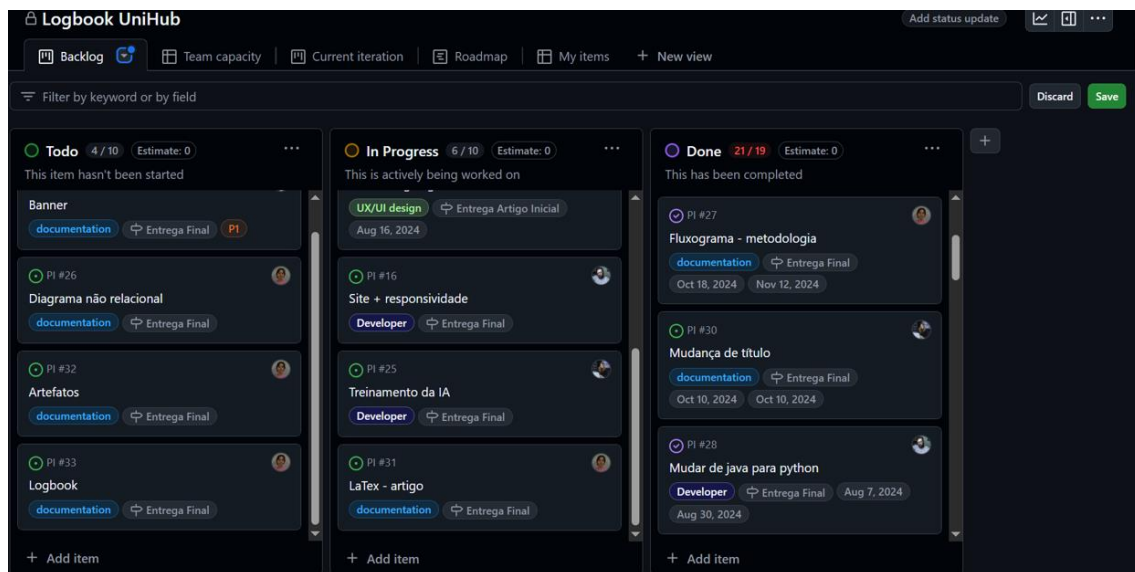 Logbook UniHub
Add status update
Backlog
Team capacity
Current iteration
Roadmap
My items
New view
Filter by keyword or by field
Discard
Save
Todo 4 / 10 Estimate: 0
This item hasn't been started
Banner
documentation Entrega Final P1
PI #26
Diagrama não relacional
documentation Entrega Final
PI #32
Artefatos
documentation Entrega Final
PI #33
Logbook
documentation Entrega Final
+ Add item
In Progress 6 / 10 Estimate: 0
This is actively being worked on
UX/UI design Entrega Artigo Inicial
Aug 16, 2024
PI #16
Site + responsividade
Developer Entrega Final
PI #25
Treinamento da IA
Developer Entrega Final
PI #31
LaTex - artigo
documentation Entrega Final
+ Add item
Done 21 / 19 Estimate: 0
This has been completed
PI #27
Fluxograma - metodologia
documentation Entrega Final
Oct 18, 2024 Nov 12, 2024
PI #30
Mudança de título
documentation Entrega Final
Oct 10, 2024 Oct 10, 2024
PI #28
Mudar de java para python
Developer Entrega Final Aug 7, 2024
Aug 30, 2024
+ Add item